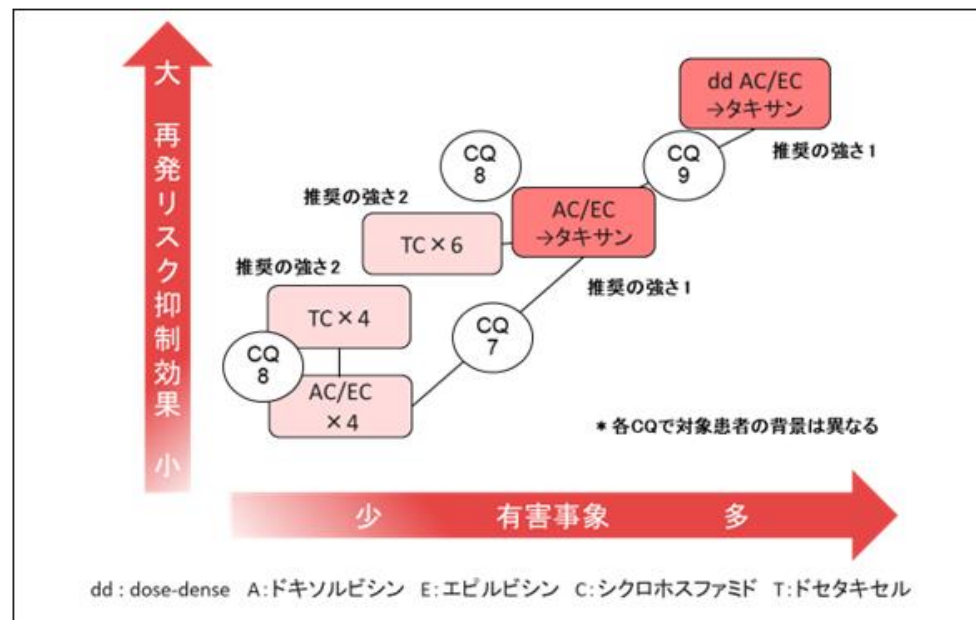 大 再発リスク抑制効果 小
dd AC/EC
→タキサン
推奨の強さ1
CQ
9
CQ
8
AC/EC
→タキサン
推奨の強さ1
推奨の強さ2
TC×6
推奨の強さ2
TC×4
CQ
7
CQ
8
AC/EC
×4
*各CQで対象患者の背景は異なる
少 有害事象 多
dd : dose-dense A:ドキソルビシン E:エピルビシン C:シクロホスファミド T:ドセタキセル